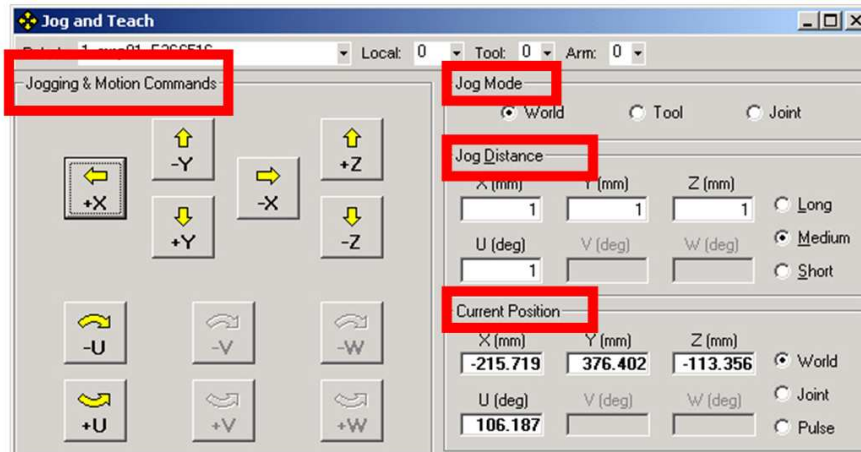 Jog and Teach
Local: 0 Tool: 0 Arm: 0
Jogging & Motion Commands
+X
-Y
+Y
-X
+Z
-Z
-U
-V
-W
+U
+V
+W
Jog Mode
World Tool Joint
Jog Distance
X (mm) Y (mm) Z (mm)
1 1 1
Long
U (deg) V (deg) W (deg)
Medium
1
Short
Current Position
X (mm) Y (mm) Z (mm)
-215.719 376.402 -113.356
World
U (deg) V (deg) W (deg)
Joint
106.187
Pulse